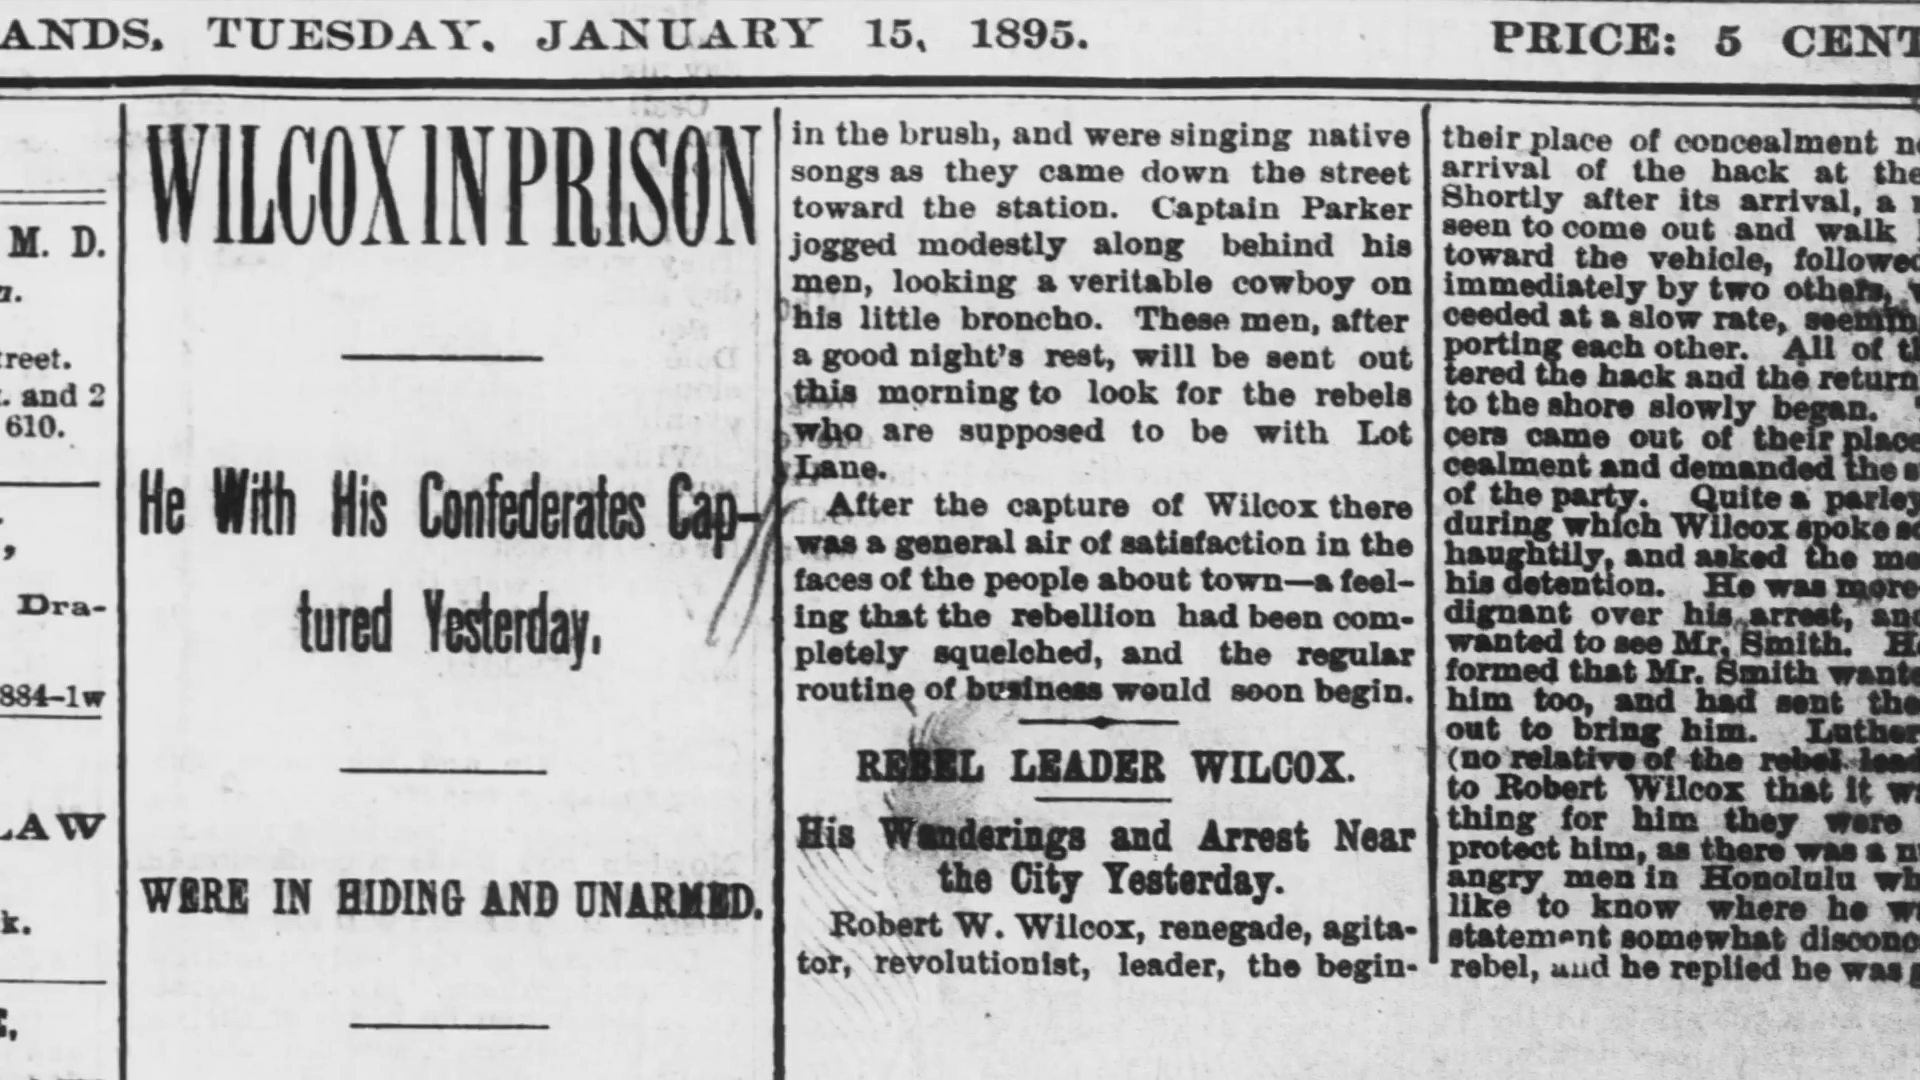 ANDS, TUESDAY, JANUARY 15, 1895.
PRICE: 5 CENT
M. D.
a.
treet.
. and 2
610.
Dra-
884-1w
LAW
k.
WILCOX IN PRISON
He With His Confederates Cap-
tured Yesterday.
WERE IN HIDING AND UNARMED.
in the brush, and were singing native
songs as they came down the street
toward the station. Captain Parker
jogged modestly along behind his
men, looking a veritable cowboy on
his little broncho. These men, after
a good night's rest, will be sent out
this morning to look for the rebels
who are supposed to be with Lot
Lane.
After the capture of Wilcox there
was a general air of satisfaction in the
faces of the people about town—a feel-
ing that the rebellion had been com-
pletely squelched, and the regular
routine of business would soon begin.
REBEL LEADER WILCOX.
His Wanderings and Arrest Near
the City Yesterday.
Robert W. Wilcox, renegade, agita-
tor, revolutionist, leader, the begin-
their place of concealment
arrival of the hack at the
Shortly after its arrival, a
seen to come out and walk
toward the vehicle, followed
immediately by two others,
ceeded at a slow rate, seemin
porting each other. All of th
tered the hack and the return
to the shore slowly began.
cers came out of their place
cealment and demanded the s
of the party. Quite a parley
during which Wilcox spoke so
haughtily, and asked the me
his detention. He was more
dignant over his arrest, and
wanted to see Mr. Smith. H
formed that Mr. Smith wante
him too, and had sent the
out to bring him. Luther
(no relative of the rebel lead
to Robert Wilcox that it w
thing for him they were
protect him, as there was a n
angry men in Honolulu wh
like to know where he w
statement somewhat disconc
rebel, and he replied he was g